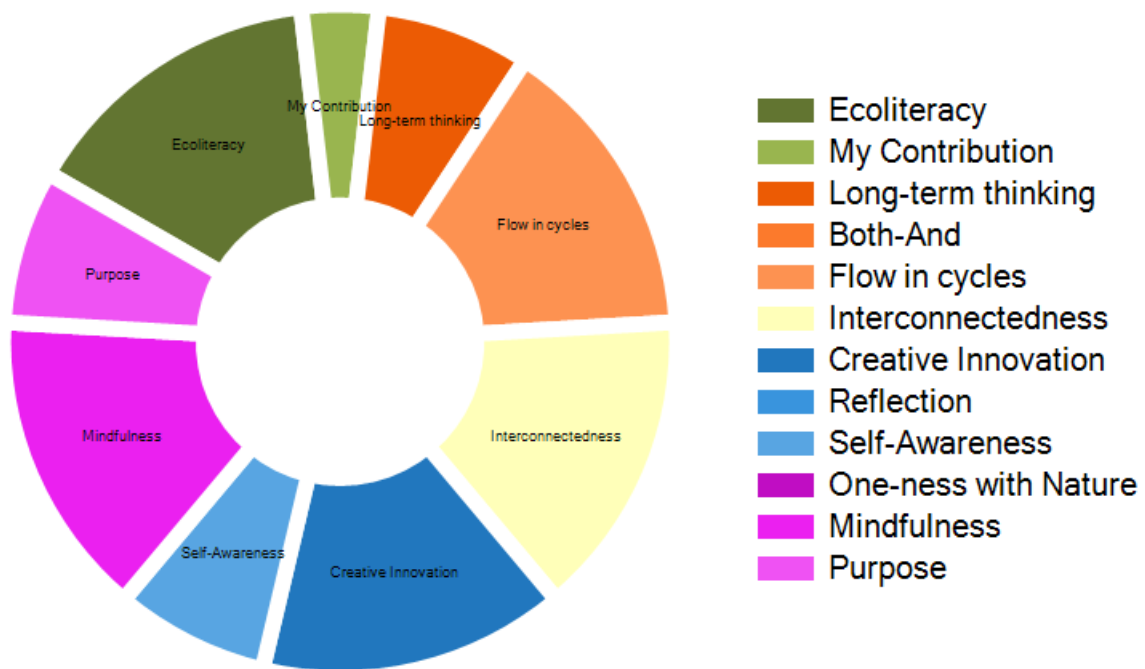 My Contribution
Long-term thinking
Ecoliteracy
Flow in cycles
Purpose
Mindfulness
Interconnectedness
Self-Awareness
Creative Innovation
Ecoliteracy
My Contribution
Long-term thinking
Both-And
Flow in cycles
Interconnectedness
Creative Innovation
Reflection
Self-Awareness
One-ness with Nature
Mindfulness
Purpose